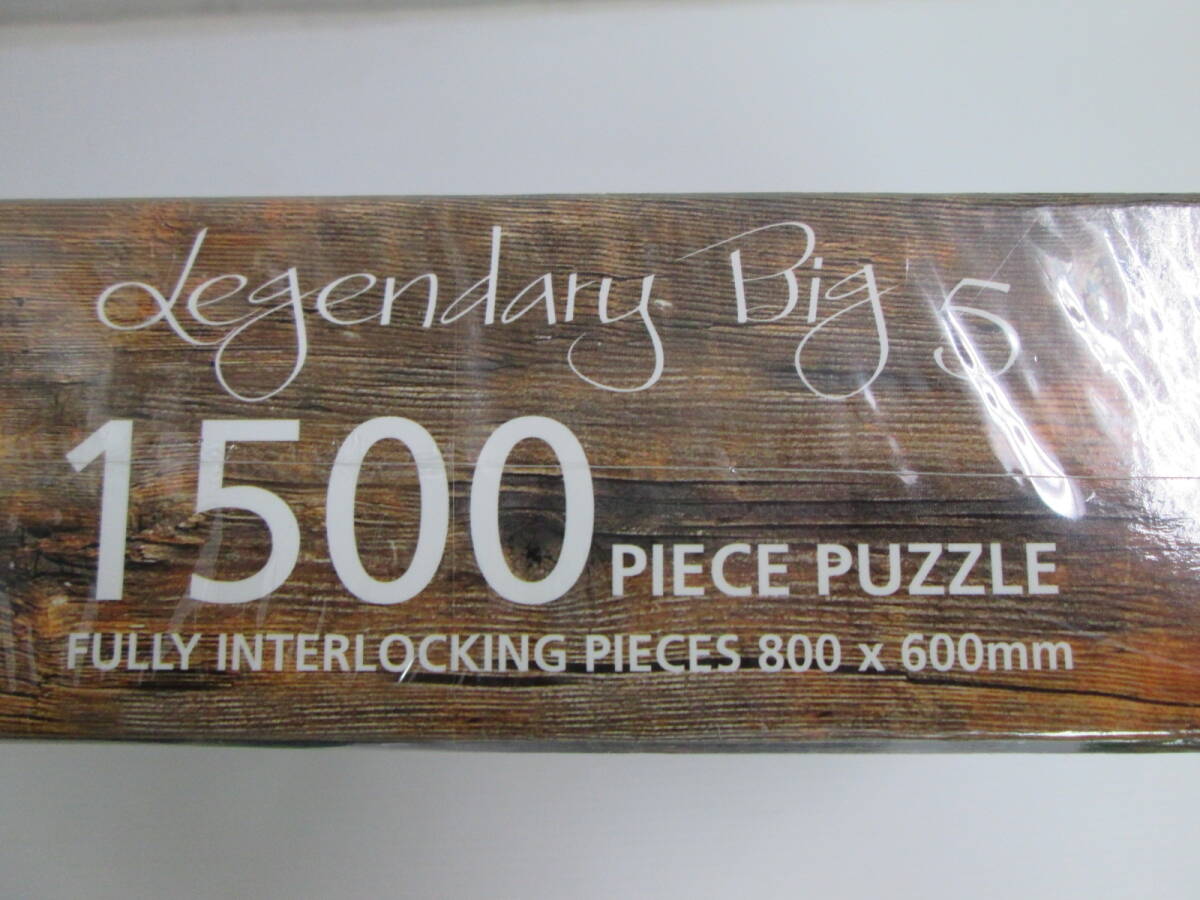 Legendary Big 5
1500 PIECE PUZZLE
FULLY INTERLOCKING PIECES 800 x 600mm